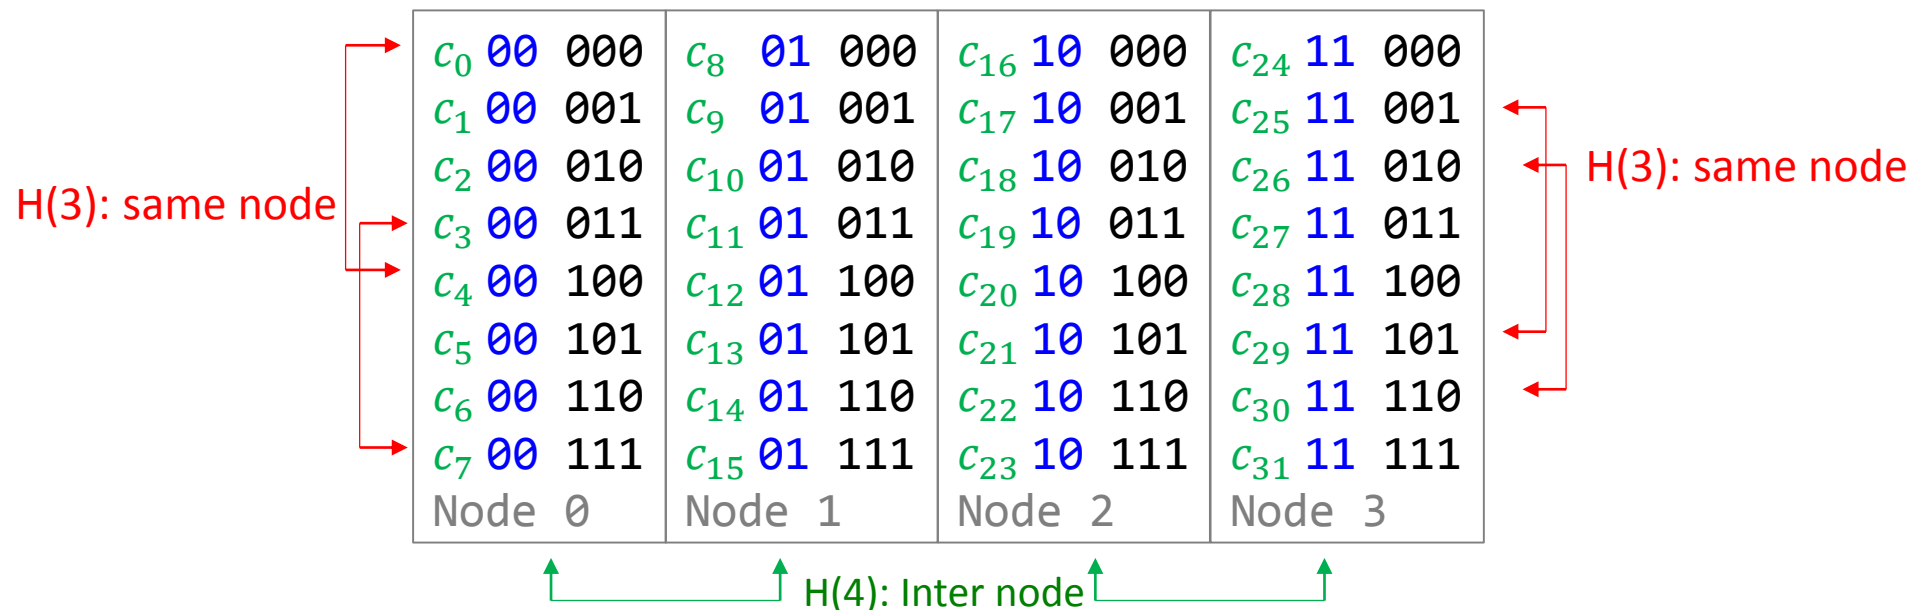 c₀ 00 000 c₈ 01 000 c₁₆ 10 000 c₂₄ 11 000
c₁ 00 001 c₉ 01 001 c₁₇ 10 001 c₂₅ 11 001
c₂ 00 010 c₁₀ 01 010 c₁₈ 10 010 c₂₆ 11 010
H(3): same node
H(3): same node
c₃ 00 011 c₁₁ 01 011 c₁₉ 10 011 c₂₇ 11 011
c₄ 00 100 c₁₂ 01 100 c₂₀ 10 100 c₂₈ 11 100
c₅ 00 101 c₁₃ 01 101 c₂₁ 10 101 c₂₉ 11 101
c₆ 00 110 c₁₄ 01 110 c₂₂ 10 110 c₃₀ 11 110
c₇ 00 111 c₁₅ 01 111 c₂₃ 10 111 c₃₁ 11 111
Node 0 Node 1 Node 2 Node 3
H(4): Inter node